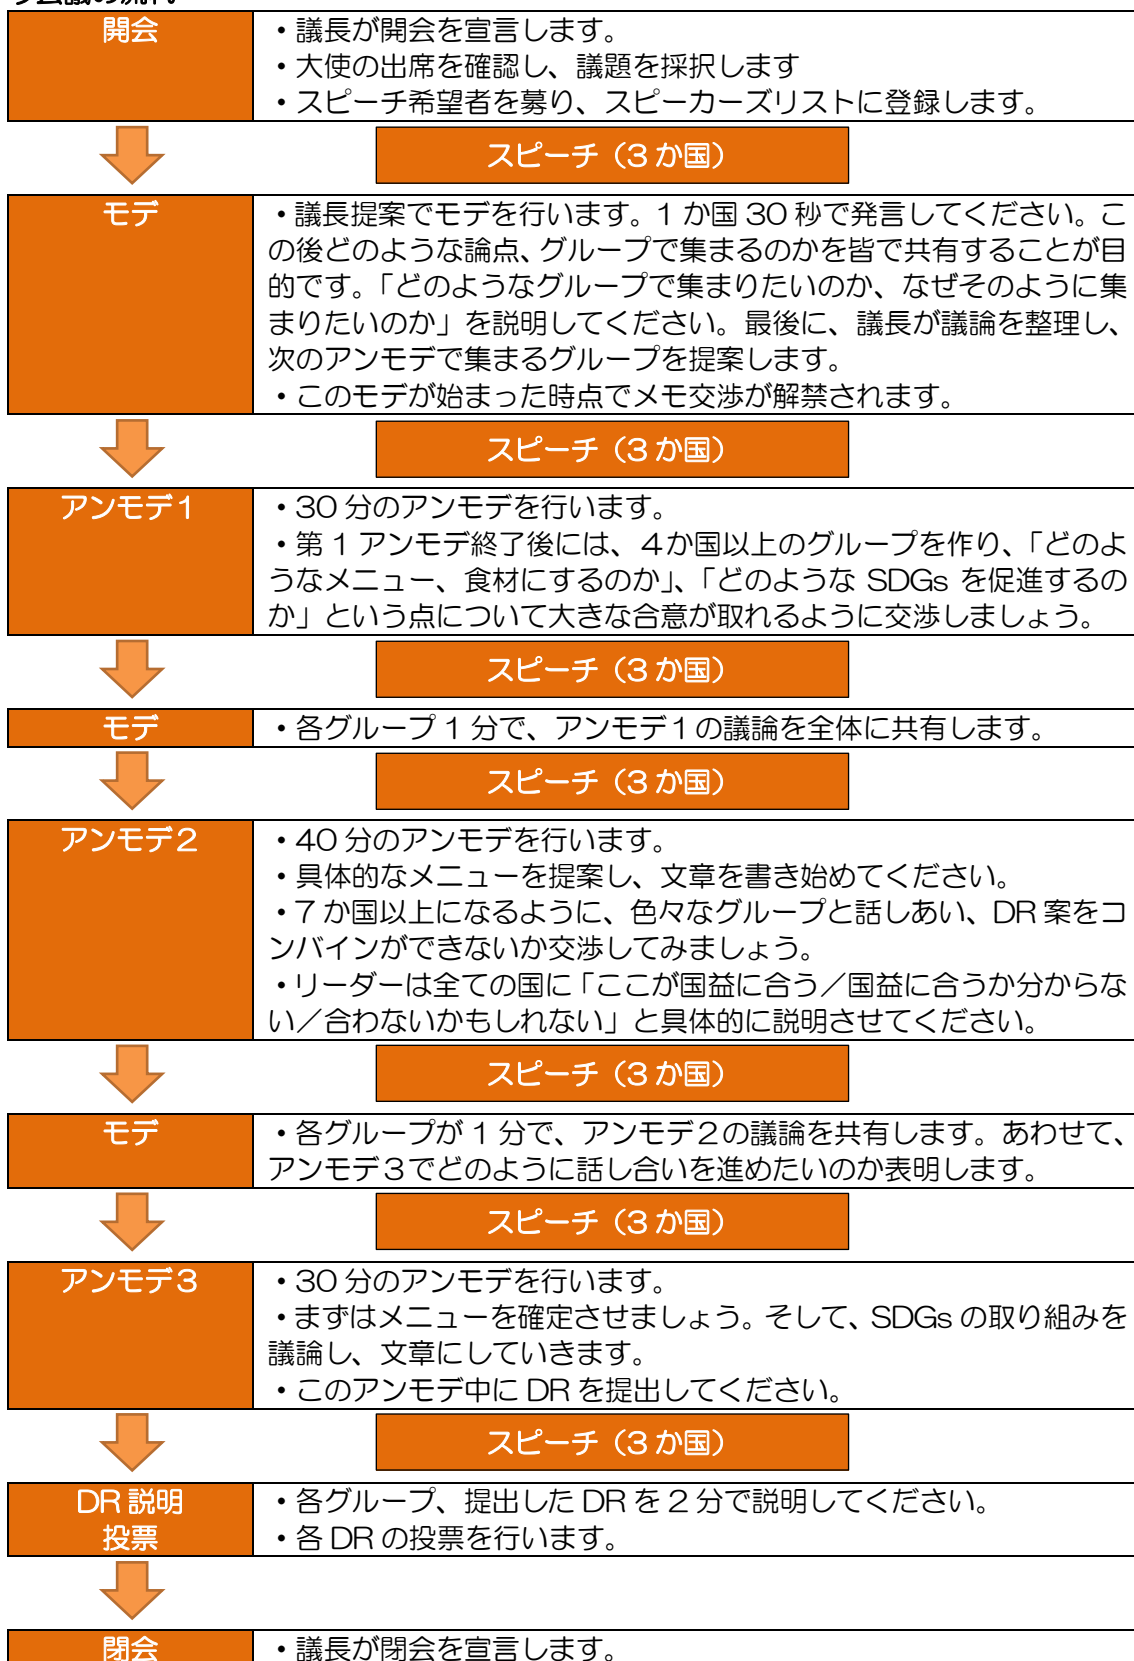 会議の流れ
開会
・議長が開会を宣言します。
・大使の出席を確認し、議題を採択します
・スピーチ希望者を募り、スピーカーズリストに登録します。
スピーチ（3か国）
モデ
・議長提案でモデを行います。1か国30秒で発言してください。こ
の後どのような論点、グループで集まるのかを皆で共有することが目
的です。「どのようなグループで集まりたいのか、なぜそのように集
まりたいのか」を説明してください。最後に、議長が議論を整理し、
次のアンモデで集まるグループを提案します。
・このモデが始まった時点でメモ交渉が解禁されます。
スピーチ（3か国）
アンモデ1
・30分のアンモデを行います。
・第1アンモデ終了後には、4か国以上のグループを作り、「どのよ
うなメニュー、食材にするのか」、「どのような SDGs を促進するの
か」という点について大きな合意が取れるように交渉しましょう。
スピーチ（3か国）
モデ
・各グループ1分で、アンモデ1の議論を全体に共有します。
スピーチ（3か国）
アンモデ2
・40分のアンモデを行います。
・具体的なメニューを提案し、文章を書き始めてください。
・7か国以上になるように、色々なグループと話しあい、DR案をコ
ンバインができないか交渉してみましょう。
・リーダーは全ての国に「ここが国益に合う／国益に合うか分からな
い／合わないかもしれない」と具体的に説明させてください。
スピーチ（3か国）
モデ
・各グループが1分で、アンモデ2の議論を共有します。あわせて、
アンモデ3でどのように話し合いを進めたいのか表明します。
スピーチ（3か国）
アンモデ3
・30分のアンモデを行います。
・まずはメニューを確定させましょう。そして、SDGsの取り組みを
議論し、文章にしていきます。
・このアンモデ中にDRを提出してください。
スピーチ（3か国）
DR説明
投票
・各グループ、提出したDRを2分で説明してください。
・各DRの投票を行います。
閉会
・議長が閉会を宣言します。